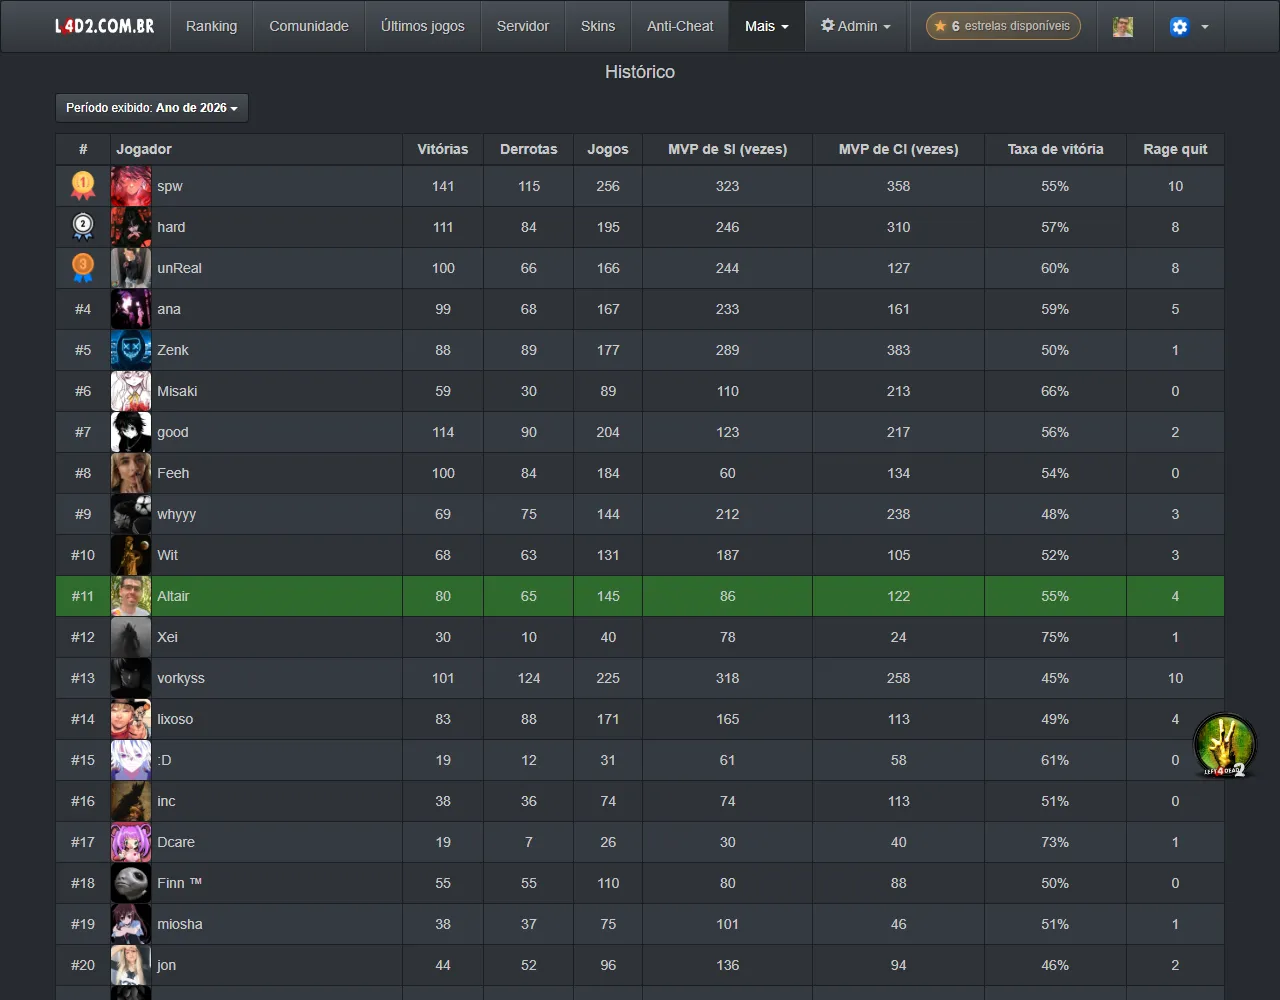 L4D2.COM.BR Ranking Comunidade Últimos jogos Servidor Skins Anti-Cheat Mais Admin 6 estrelas disponíveis
Histórico
Período exibido: Ano de 2026
# Jogador Vitórias Derrotas Jogos MVP de SI (vezes) MVP de CI (vezes) Taxa de vitória Rage quit
1 spw 141 115 256 323 358 55% 10
2 hard 111 84 195 246 310 57% 8
3 unReal 100 66 166 244 127 60% 8
#4 ana 99 68 167 233 161 59% 5
#5 Zenk 88 89 177 289 383 50% 1
#6 Misaki 59 30 89 110 213 66% 0
#7 good 114 90 204 123 217 56% 2
#8 Feeh 100 84 184 60 134 54% 0
#9 whyyy 69 75 144 212 238 48% 3
#10 Wit 68 63 131 187 105 52% 3
#11 Altair 80 65 145 86 122 55% 4
#12 Xei 30 10 40 78 24 75% 1
#13 vorkyss 101 124 225 318 258 45% 10
#14 lixoso 83 88 171 165 113 49% 4
#15 :D 19 12 31 61 58 61% 0
LEFT 4 DEAD 2
#16 inc 38 36 74 74 113 51% 0
#17 Dcare 19 7 26 30 40 73% 1
#18 Finn ™ 55 55 110 80 88 50% 0
#19 miosha 38 37 75 101 46 51% 1
#20 jon 44 52 96 136 94 46% 2